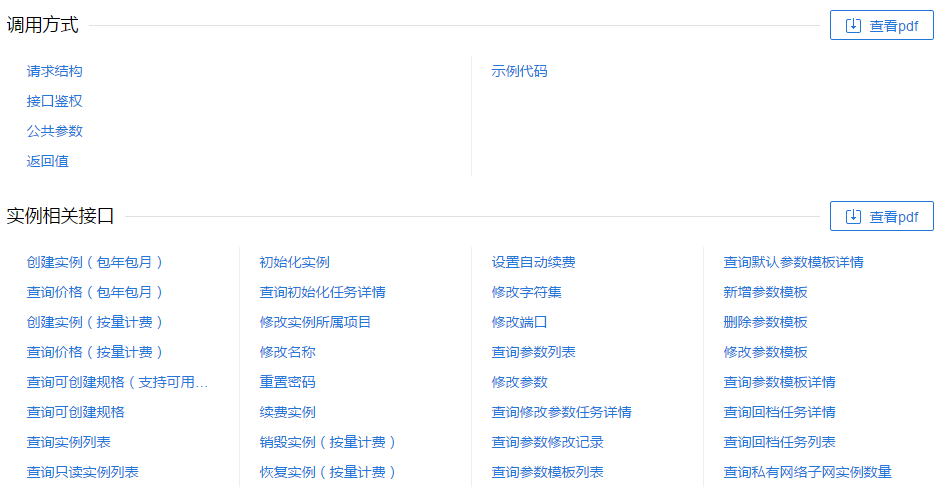 调用方式
查看pdf
请求结构
接口鉴权
公共参数
返回值
示例代码
实例相关接口
查看pdf
创建实例（包年包月）
查询价格（包年包月）
创建实例（按量计费）
查询价格（按量计费）
查询可创建规格（支持可用...
查询可创建规格
查询实例列表
查询只读实例列表
初始化实例
查询初始化任务详情
修改实例所属项目
修改名称
重置密码
续费实例
销毁实例（按量计费）
恢复实例（按量计费）
设置自动续费
修改字符集
修改端口
查询参数列表
修改参数
查询修改参数任务详情
查询参数修改记录
查询参数模板列表
查询默认参数模板详情
新增参数模板
删除参数模板
修改参数模板
查询参数模板详情
查询回档任务详情
查询回档任务列表
查询私有网络子网实例数量